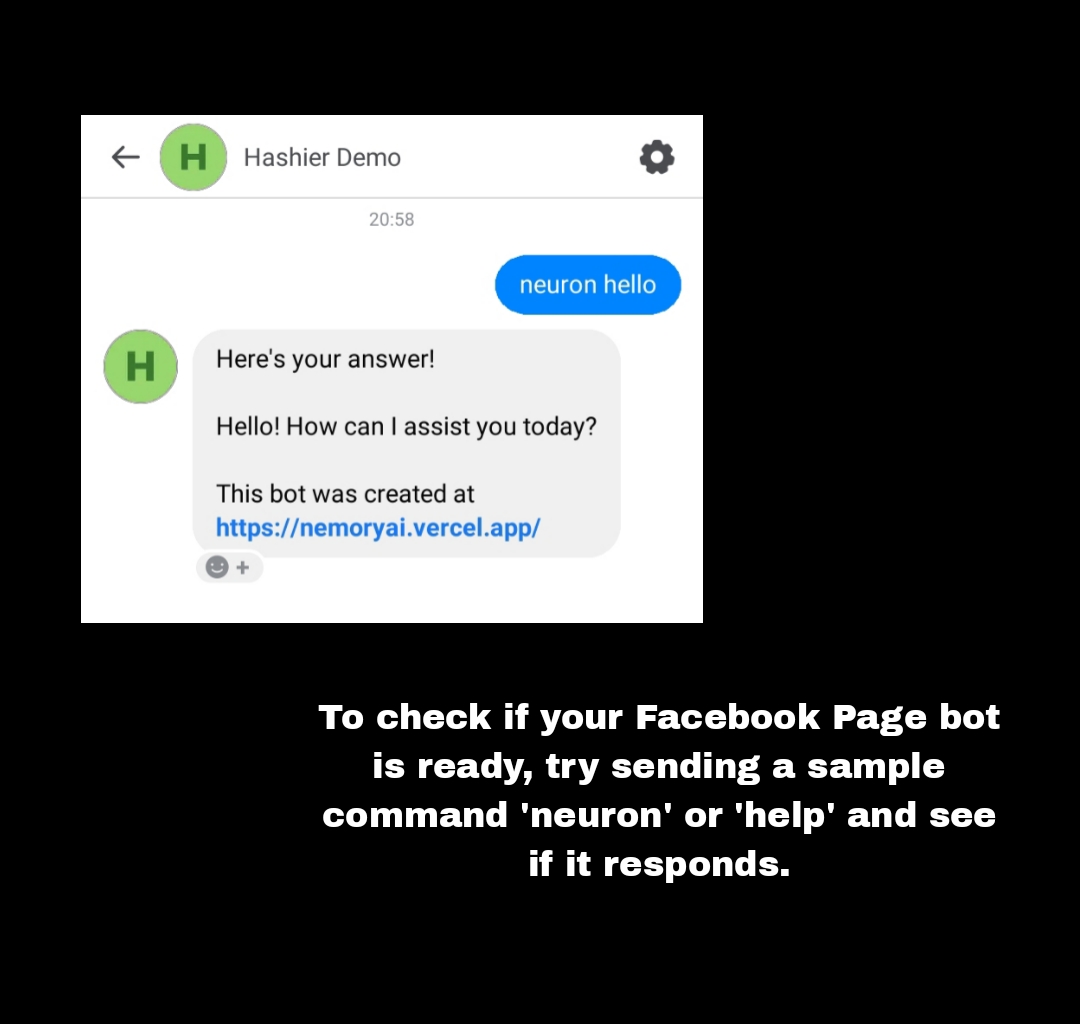 H Hashier Demo
20:58
neuron hello
H
Here's your answer!
Hello! How can I assist you today?
This bot was created at
https://nemoryai.vercel.app/
+
To check if your Facebook Page bot
is ready, try sending a sample
command 'neuron' or 'help' and see
if it responds.